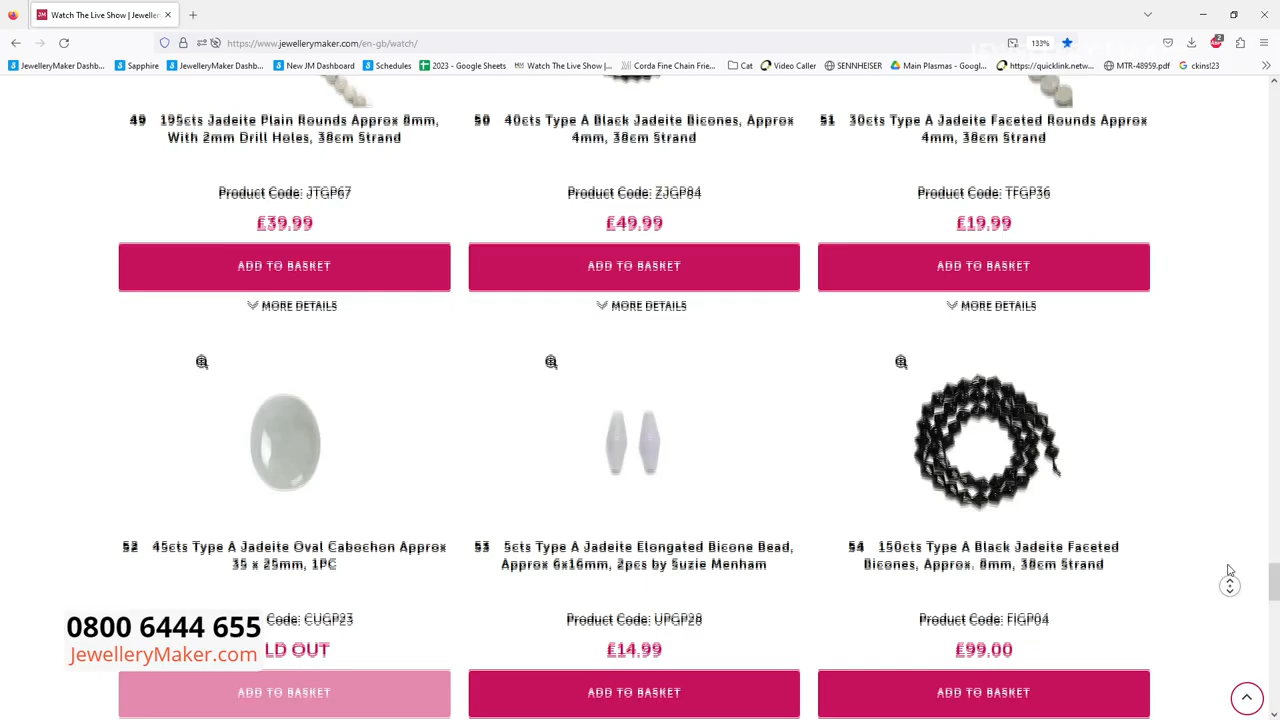 Watch The Live Show | Jeweller
https://www.jewellerymaker.com/en-gb/watch/
133%
2
JewelleryMaker Dashb...
Sapphire
JewelleryMaker Dashb...
New JM Dashboard
Schedules
2023 - Google Sheets
Watch The Live Show |...
Corda Fine Chain Frie...
Cat
Video Caller
SENNHEISER
Main Plasmas - Googl...
https://quicklink.netw...
MTR-48959.pdf
ckins!23
49 195cts Jadeite Plain Rounds Approx 8mm,
With 2mm Drill Holes, 38cm Strand
Product Code: JTGP67
£39.99
ADD TO BASKET
MORE DETAILS
50 40cts Type A Black Jadeite Bicones, Approx
4mm, 38cm Strand
Product Code: ZJGP84
£49.99
ADD TO BASKET
MORE DETAILS
51 30cts Type A Jadeite Faceted Rounds Approx
4mm, 38cm Strand
Product Code: TFGP36
£19.99
ADD TO BASKET
MORE DETAILS
52 45cts Type A Jadeite Oval Cabochon Approx
35 x 25mm, 1PC
Code: CUGP23
LD OUT
ADD TO BASKET
53 5cts Type A Jadeite Elongated Bicone Bead,
Approx 6x16mm, 2pcs by Suzie Menham
Product Code: UPGP28
£14.99
ADD TO BASKET
54 150cts Type A Black Jadeite Faceted
Bicones, Approx. 8mm, 38cm Strand
Product Code: FIGP04
£99.00
ADD TO BASKET
0800 6444 655
JewelleryMaker.com